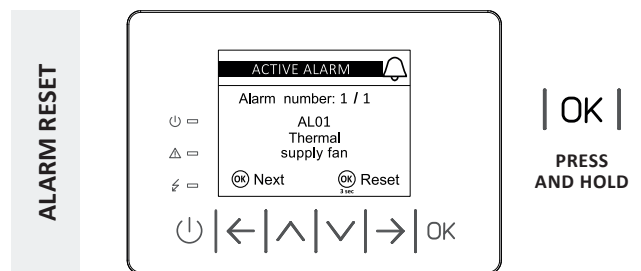 ALARM RESET
ACTIVE ALARM
Alarm number: 1 / 1
AL01
Thermal
supply fan
OK Next OK Reset
3 sec
OK
OK
PRESS
AND HOLD